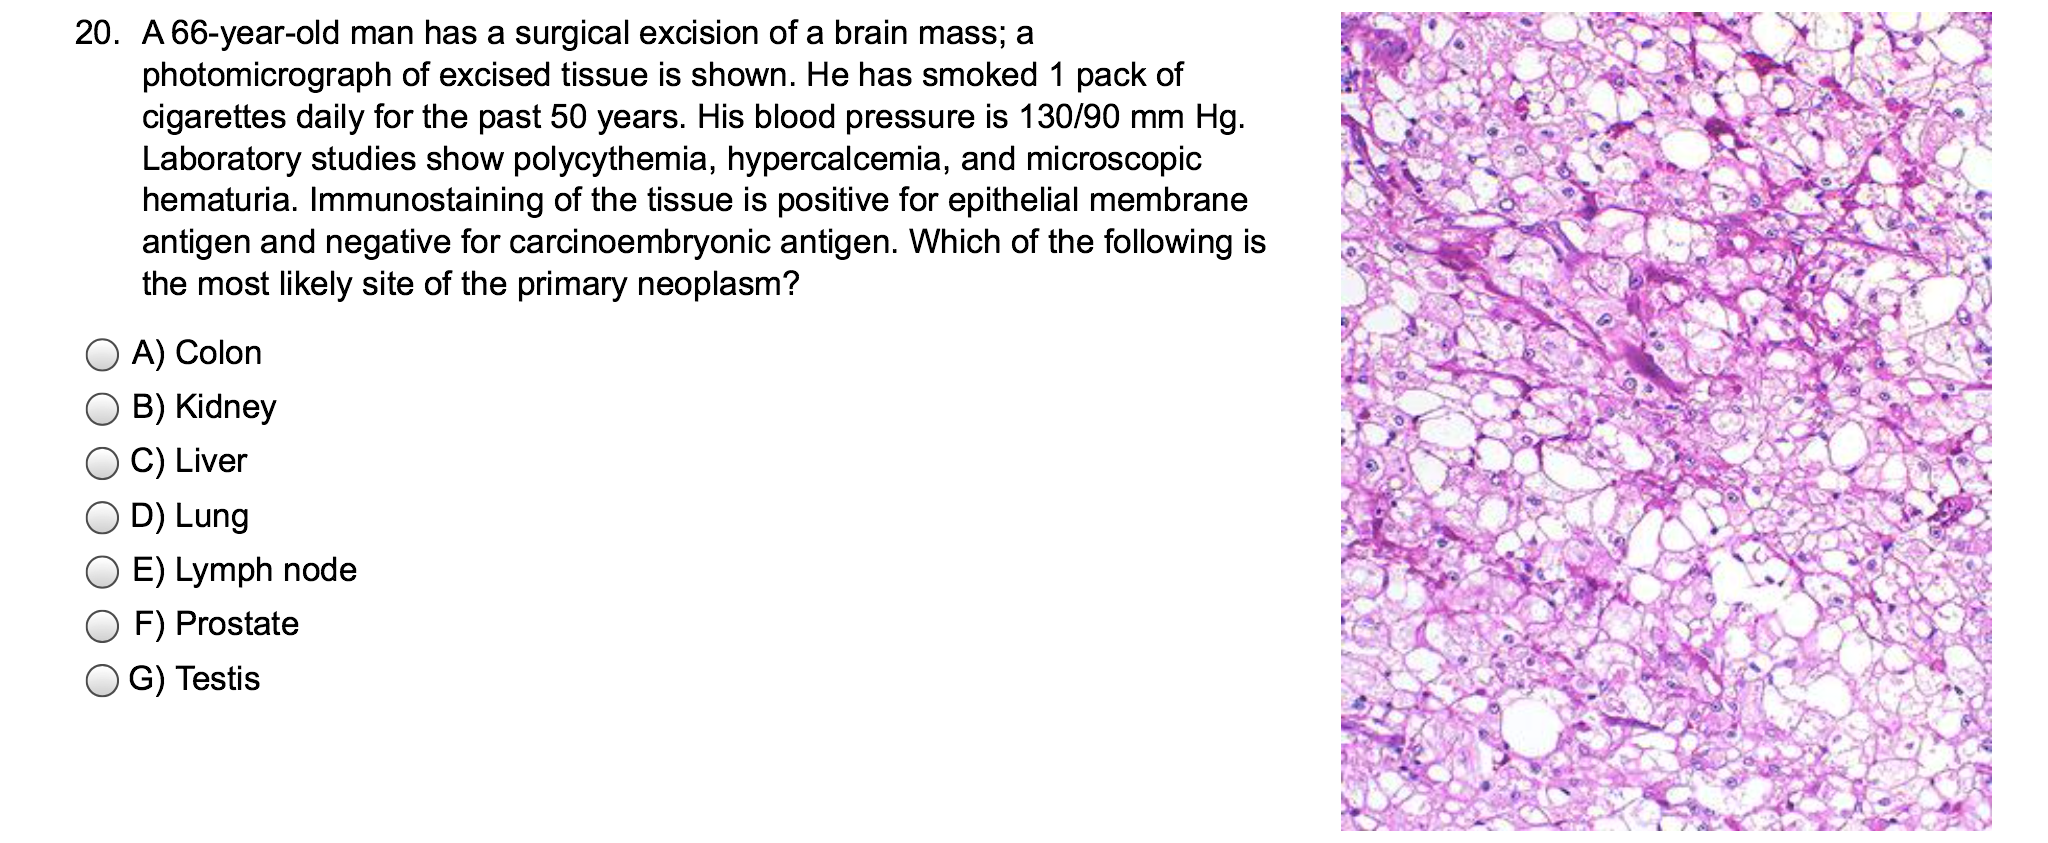 20. A 66-year-old man has a surgical excision of a brain mass; a
photomicrograph of excised tissue is shown. He has smoked 1 pack of
cigarettes daily for the past 50 years. His blood pressure is 130/90 mm Hg.
Laboratory studies show polycythemia, hypercalcemia, and microscopic
hematuria. Immunostaining of the tissue is positive for epithelial membrane
antigen and negative for carcinoembryonic antigen. Which of the following is
the most likely site of the primary neoplasm?
A) Colon
B) Kidney
C) Liver
D) Lung
E) Lymph node
F) Prostate
G) Testis